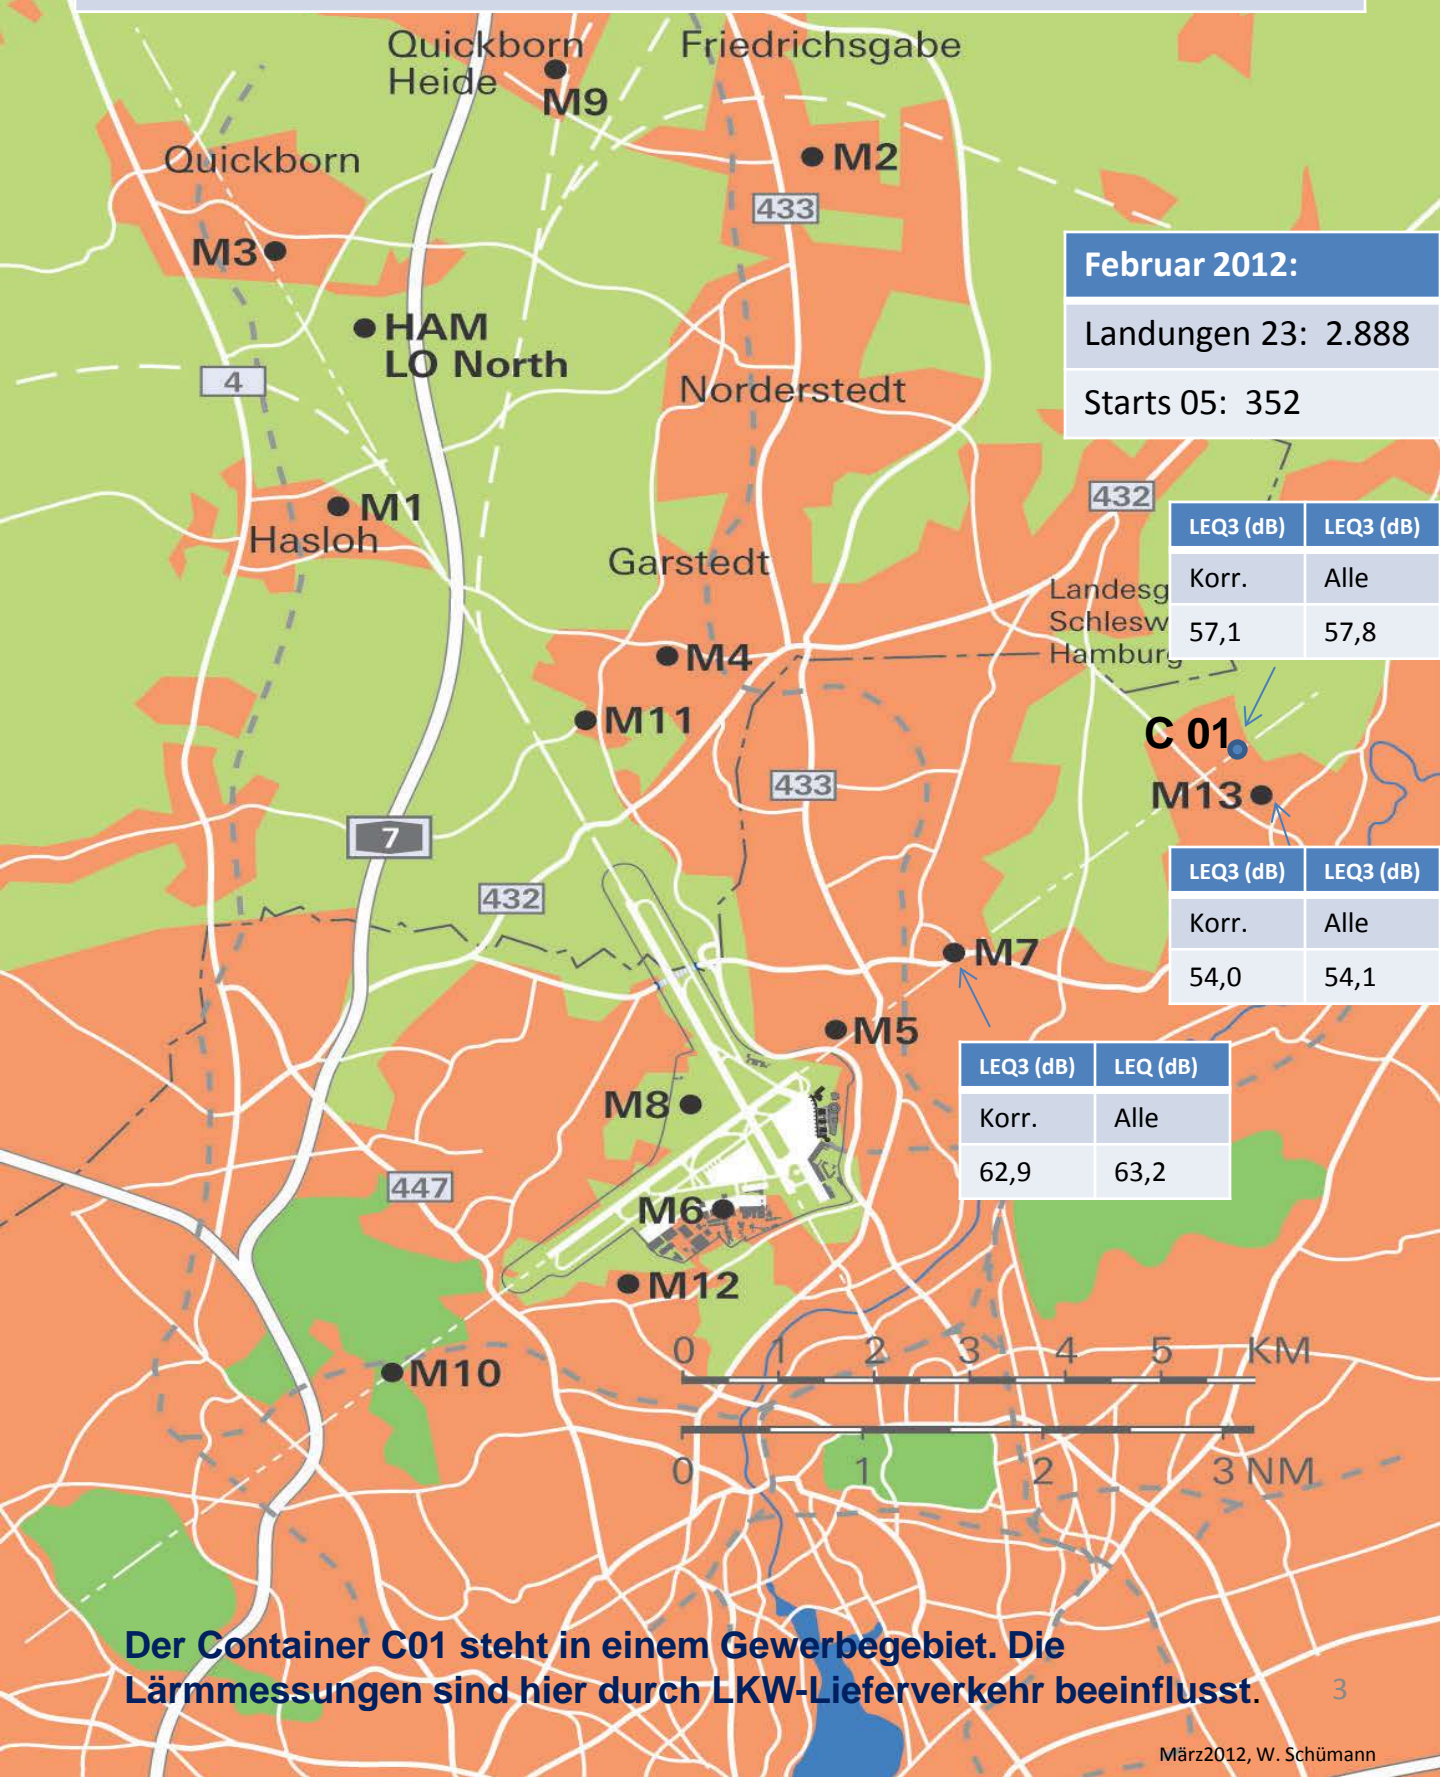 Quickborn
Heide
Friedrichsgabe
M9
M2
Quickborn
433
M3
Februar 2012:
Landungen 23: 2.888
Starts 05: 352
HAM
LO North
4
Norderstedt
432
M1
Hasloh
LEQ3 (dB) LEQ3 (dB)
Korr. Alle
57,1 57,8
Garstedt
Landesg
Schlesw
Hamburg
M4
M11
C 01
433
M13
7
432
LEQ3 (dB) LEQ3 (dB)
Korr. Alle
54,0 54,1
M7
M5
LEQ3 (dB) LEQ (dB)
Korr. Alle
62,9 63,2
M8
447
M6
M12
0 1 2 3 4 5 KM
M10
0 1 2 3 NM
Der Container C01 steht in einem Gewerbegebiet. Die
Lärmmessungen sind hier durch LKW-Lieferverkehr beeinflusst.
3
März2012, W. Schümann